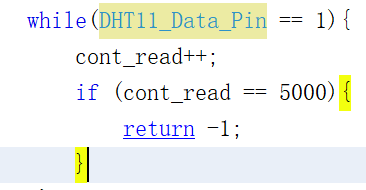 while(DHT11_Data_Pin == 1){
cont_read++;
if (cont_read == 5000){
return -1;
}